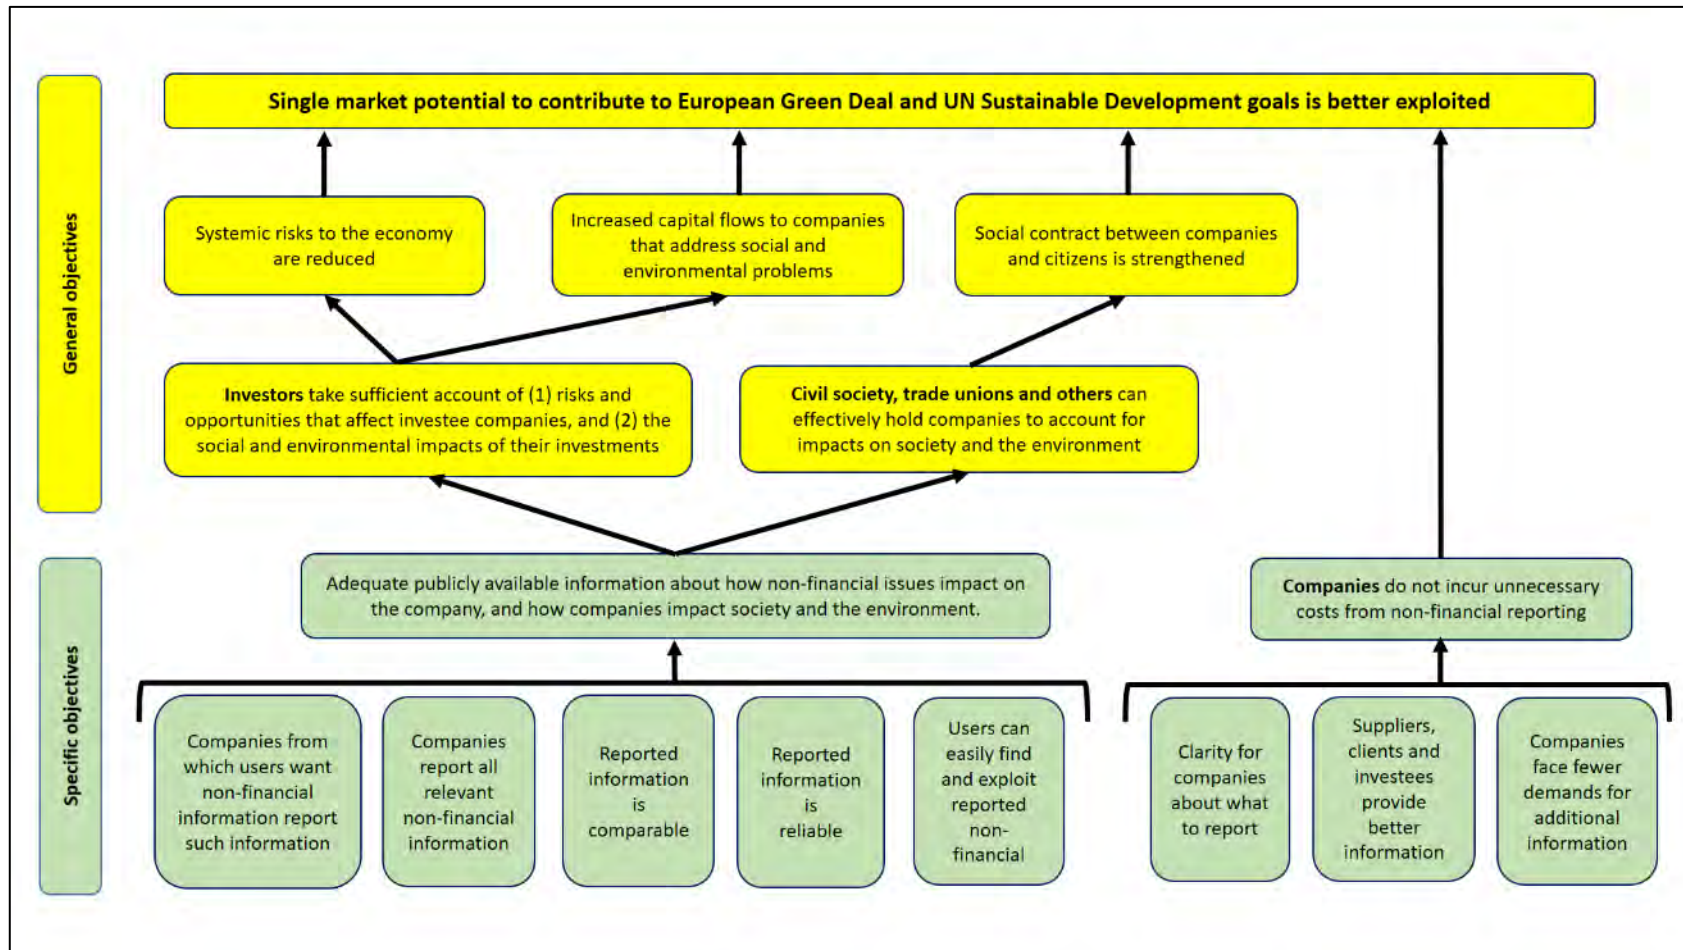 General objectives
Single market potential to contribute to European Green Deal and UN Sustainable Development goals is better exploited
Systemic risks to the economy
are reduced
Increased capital flows to companies
that address social and
environmental problems
Social contract between companies
and citizens is strengthened
Investors take sufficient account of (1) risks and
opportunities that affect investee companies, and (2) the
social and environmental impacts of their investments
Civil society, trade unions and others can
effectively hold companies to account for
impacts on society and the environment
Specific objectives
Adequate publicly available information about how non-financial issues impact on
the company, and how companies impact society and the environment.
Companies do not incur unnecessary
costs from non-financial reporting
Companies from
which users want
non-financial
information report
such information
Companies
report all
relevant
non-financial
information
Reported
information
is
comparable
Reported
information
is
reliable
Users can
easily find
and exploit
reported
non-
financial
Clarity for
companies
about what
to report
Suppliers,
clients and
investees
provide
better
information
Companies
face fewer
demands for
additional
information